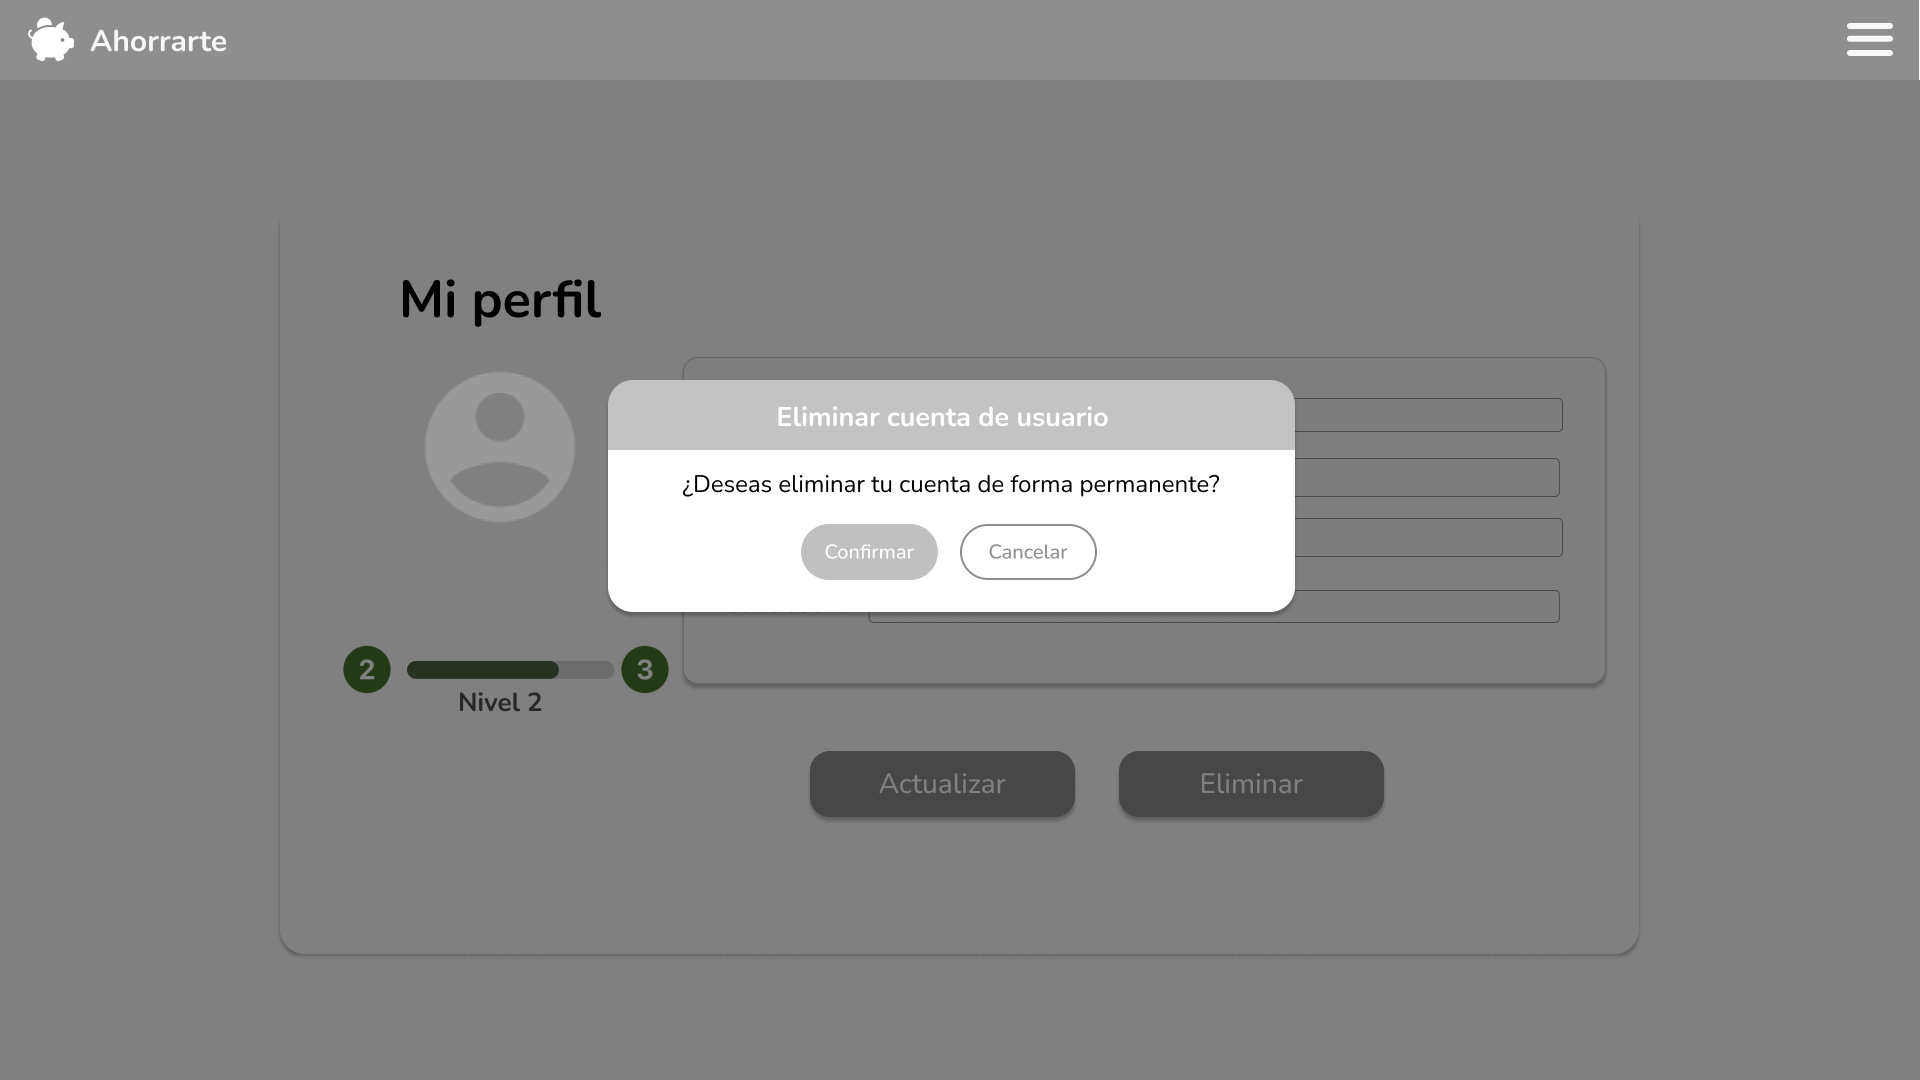 Ahorrarte
Mi perfil
Eliminar cuenta de usuario
¿Deseas eliminar tu cuenta de forma permanente?
Confirmar
Cancelar
2
3
Nivel 2
Actualizar
Eliminar